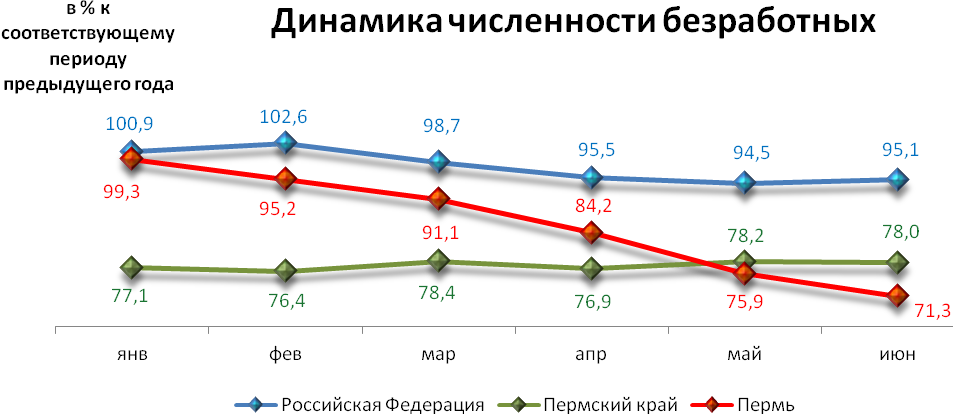 в % к
соответствующему
периоду
предыдущего года
Динамика численности безработных
100,9
102,6
98,7
95,5
94,5
95,1
99,3
95,2
91,1
84,2
75,9
71,3
77,1
76,4
78,4
76,9
78,2
78,0
янв фев мар апр май июн
Российская Федерация Пермский край Пермь